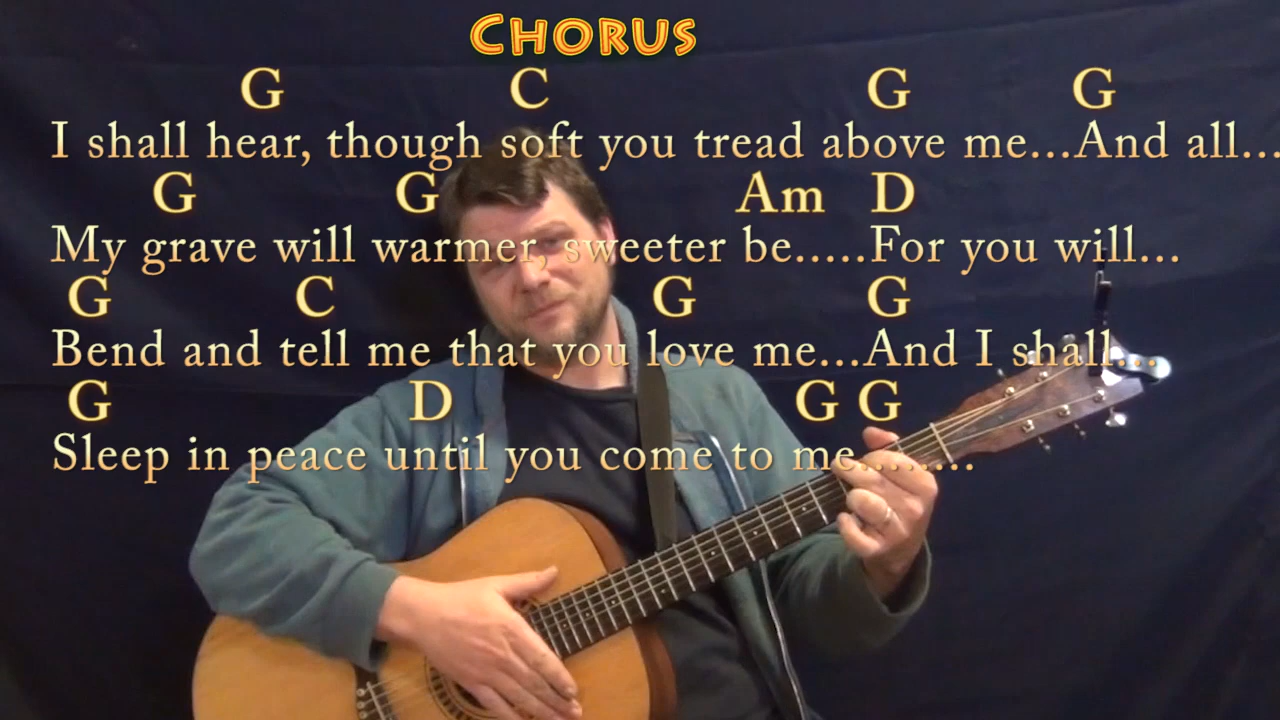 CHORUS
G C G G
I shall hear, though soft you tread above me...And all...
G G Am D
My grave will warmer, sweeter be.....For you will...
G C G G
Bend and tell me that you love me...And I shall...
G D G G
Sleep in peace until you come to me........